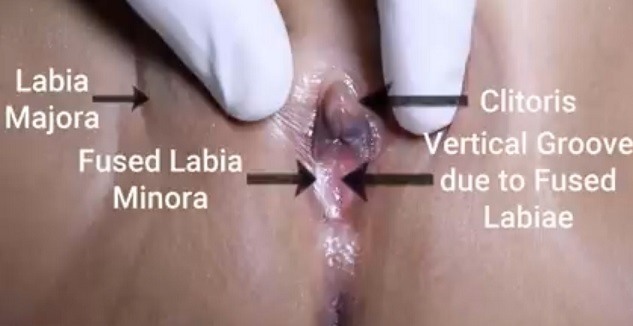 Labia
Majora
Clitoris
Fused Labia
Minora
Vertical Groove
due to Fused
Labiae